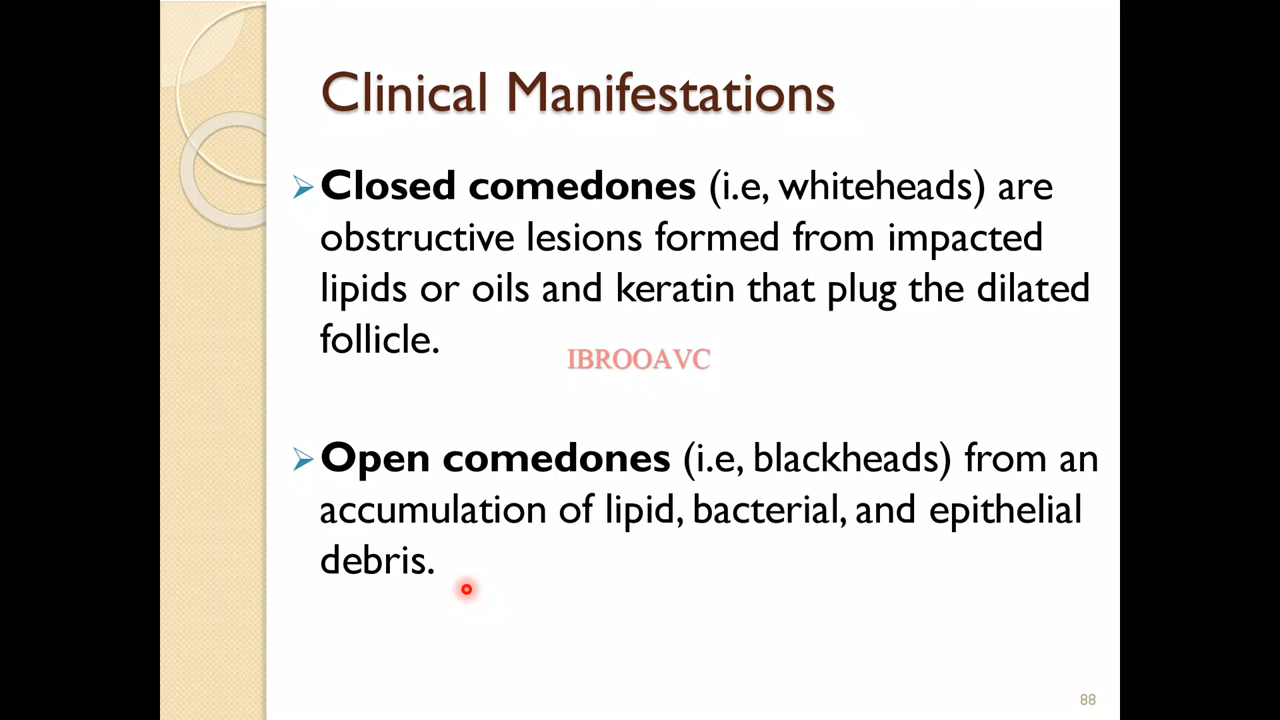 Clinical Manifestations
Closed comedones (i.e, whiteheads) are
obstructive lesions formed from impacted
lipids or oils and keratin that plug the dilated
follicle.
IBROOAVC
Open comedones (i.e, blackheads) from an
accumulation of lipid, bacterial, and epithelial
debris.
88